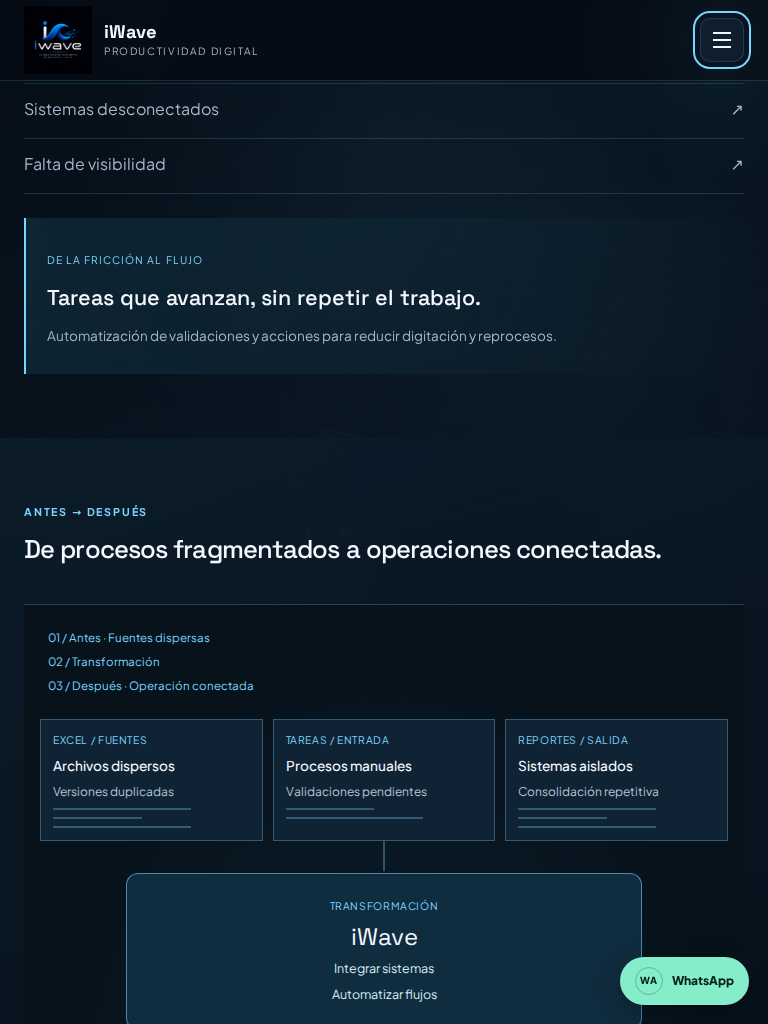 iwave
iWave
PRODUCTIVIDAD DIGITAL
Sistemas desconectados ↗
Falta de visibilidad ↗
DE LA FRICCIÓN AL FLUJO
Tareas que avanzan, sin repetir el trabajo.
Automatización de validaciones y acciones para reducir digitación y reprocesos.
ANTES → DESPUÉS
De procesos fragmentados a operaciones conectadas.
01 / Antes · Fuentes dispersas
02 / Transformación
03 / Después · Operación conectada
EXCEL / FUENTES
Archivos dispersos
Versiones duplicadas
TAREAS / ENTRADA
Procesos manuales
Validaciones pendientes
REPORTES / SALIDA
Sistemas aislados
Consolidación repetitiva
TRANSFORMACIÓN
iWave
Integrar sistemas
Automatizar flujos
WA WhatsApp